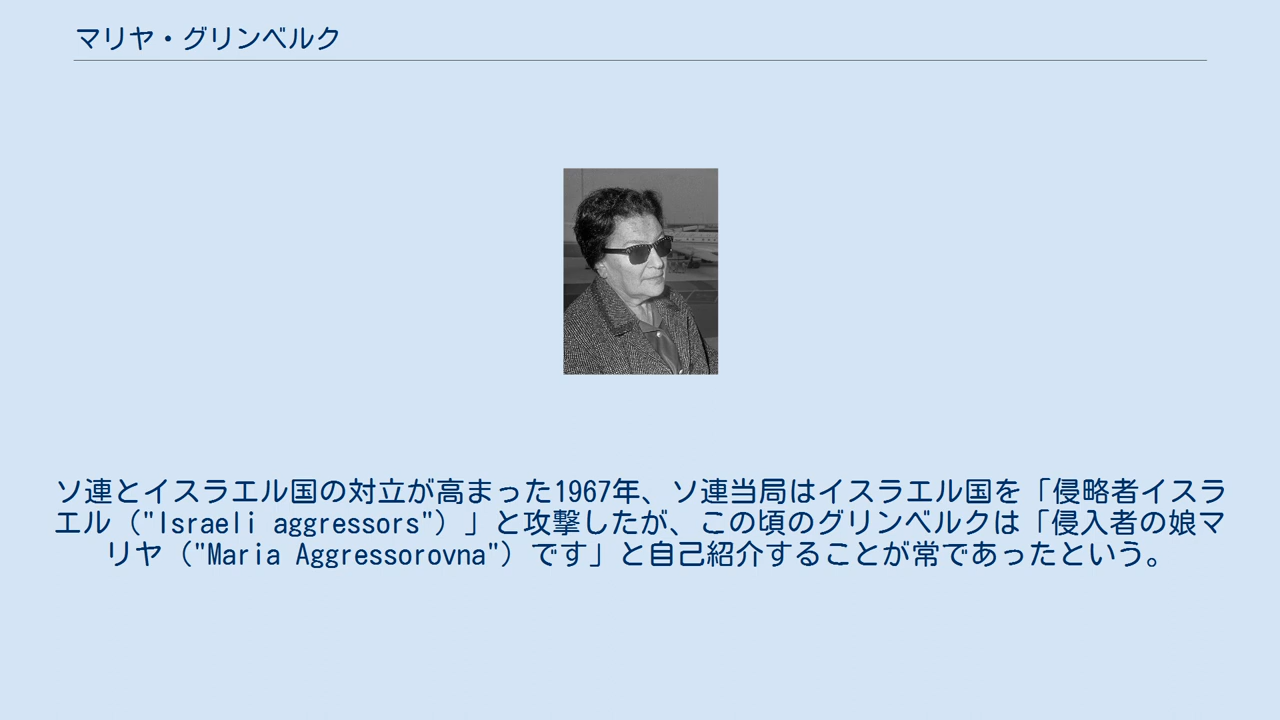 マリヤ・グリンベルク
ソ連とイスラエル国の対立が高まった1967年、ソ連当局はイスラエル国を「侵略者イスラ
エル（"Israeli aggressors"）」と攻撃したが、この頃のグリンベルクは「侵入者の娘マ
リヤ（"Maria Aggressorovna"）です」と自己紹介することが常であったという。